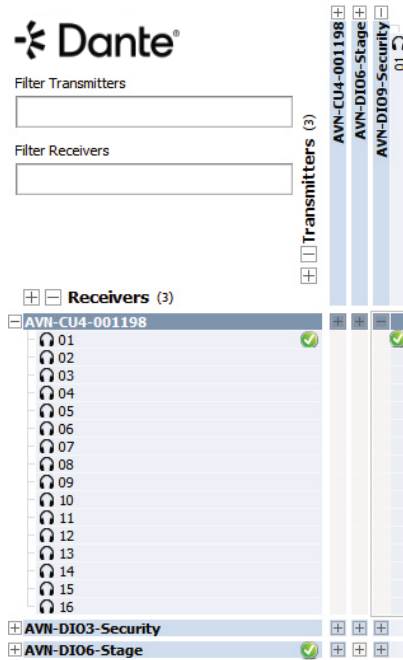 Dante®
Filter Transmitters
Filter Receivers
Transmitters (3)
AVN-CU4-001198
AVN-DIO6-Stage
AVN-DIO9-Security
01
Receivers (3)
AVN-CU4-001198
01
02
03
04
05
06
07
08
09
10
11
12
13
14
15
16
AVN-DIO3-Security
AVN-DIO6-Stage